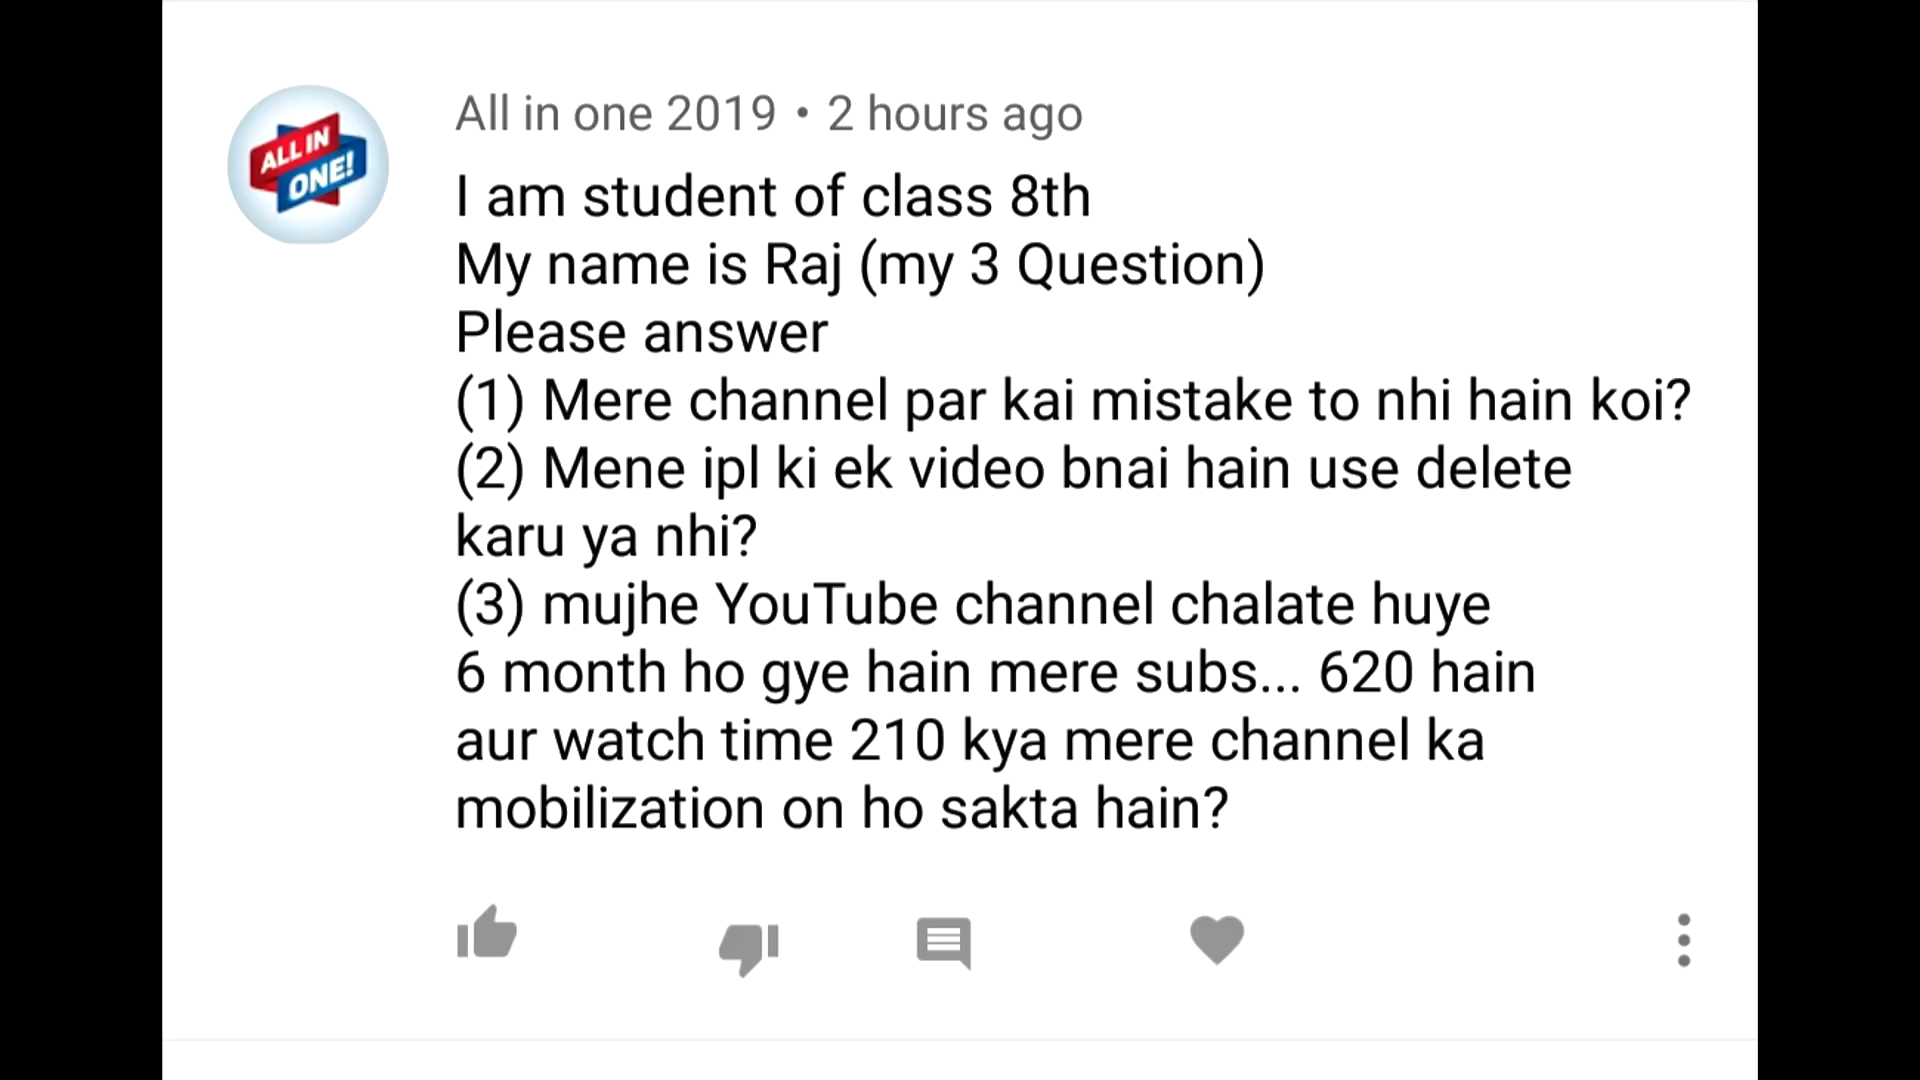 ALL IN
ONE!
All in one 2019 • 2 hours ago
I am student of class 8th
My name is Raj (my 3 Question)
Please answer
(1) Mere channel par kai mistake to nhi hain koi?
(2) Mene ipl ki ek video bnai hain use delete
karu ya nhi?
(3) mujhe YouTube channel chalate huye
6 month ho gye hain mere subs... 620 hain
aur watch time 210 kya mere channel ka
mobilization on ho sakta hain?